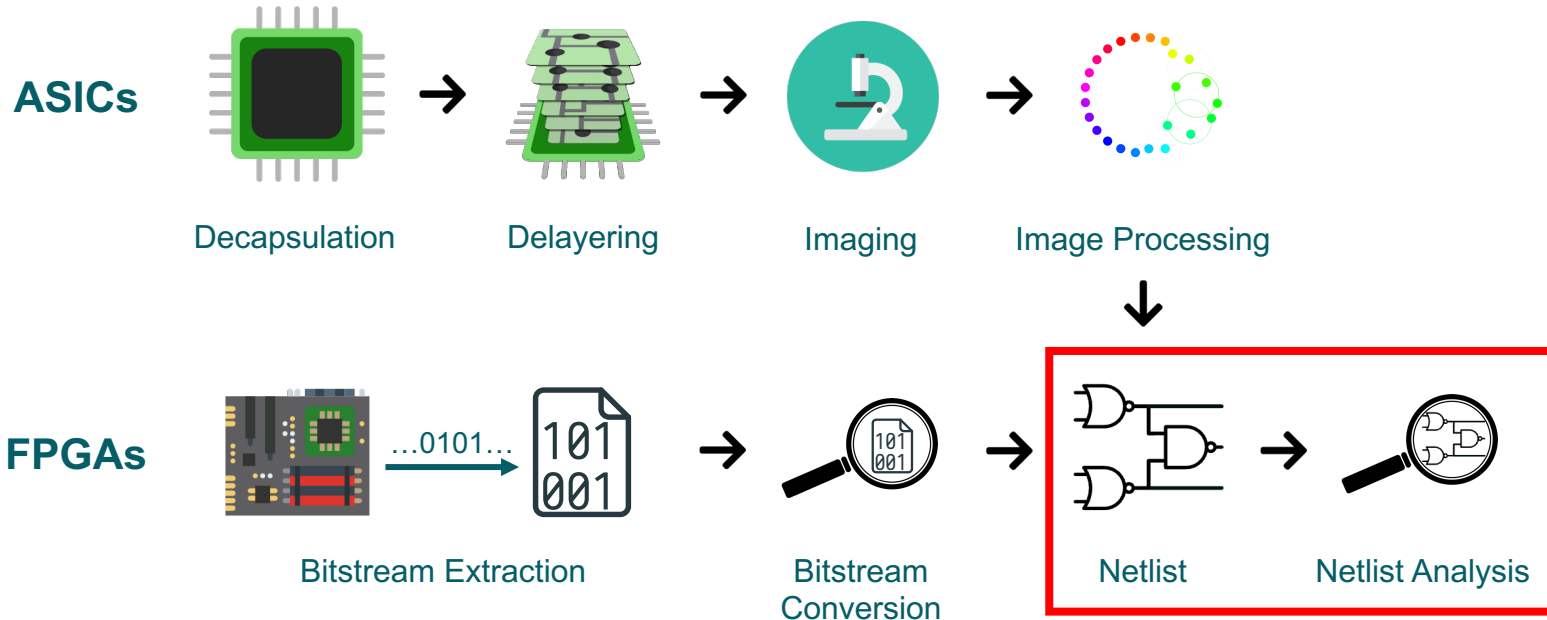 ASICs
Decapsulation
Delayering
Imaging
Image Processing
FPGAs
...0101...
101
001
101
001
Bitstream Extraction
Bitstream
Conversion
Netlist
Netlist Analysis